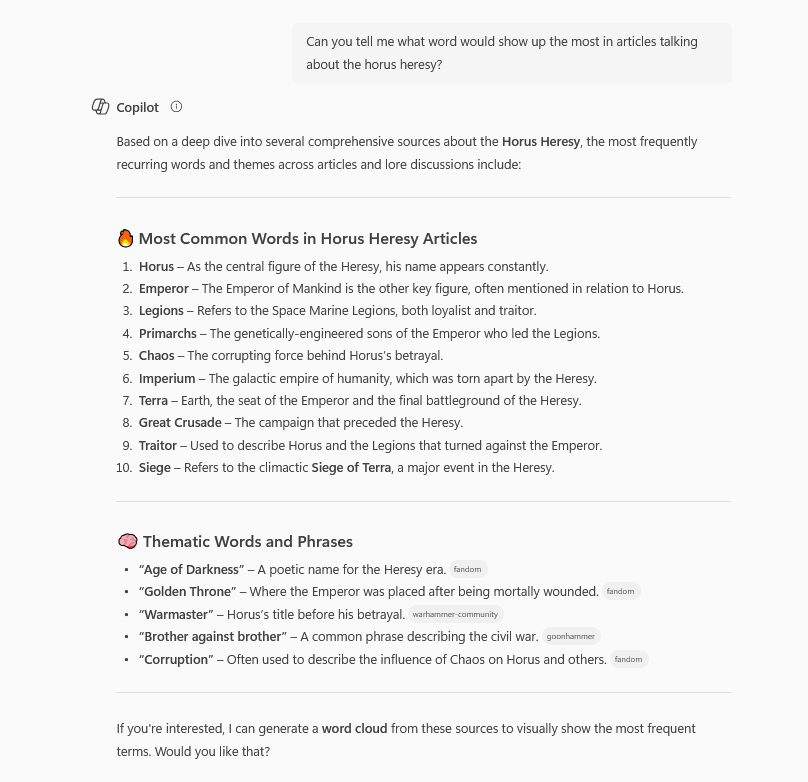 Can you tell me what word would show up the most in articles talking
about the horus heresy?
Copilot
Based on a deep dive into several comprehensive sources about the Horus Heresy, the most frequently
recurring words and themes across articles and lore discussions include:
Most Common Words in Horus Heresy Articles
1. Horus – As the central figure of the Heresy, his name appears constantly.
2. Emperor – The Emperor of Mankind is the other key figure, often mentioned in relation to Horus.
3. Legions – Refers to the Space Marine Legions, both loyalist and traitor.
4. Primarchs – The genetically-engineered sons of the Emperor who led the Legions.
5. Chaos – The corrupting force behind Horus's betrayal.
6. Imperium – The galactic empire of humanity, which was torn apart by the Heresy.
7. Terra – Earth, the seat of the Emperor and the final battleground of the Heresy.
8. Great Crusade – The campaign that preceded the Heresy.
9. Traitor – Used to describe Horus and the Legions that turned against the Emperor.
10. Siege – Refers to the climactic Siege of Terra, a major event in the Heresy.
Thematic Words and Phrases
• “Age of Darkness” – A poetic name for the Heresy era. fandom
• “Golden Throne” – Where the Emperor was placed after being mortally wounded. fandom
• “Warmaster” – Horus's title before his betrayal. warhammer-community
• “Brother against brother” – A common phrase describing the civil war. goonhammer
• “Corruption” – Often used to describe the influence of Chaos on Horus and others. fandom
If you're interested, I can generate a word cloud from these sources to visually show the most frequent
terms. Would you like that?